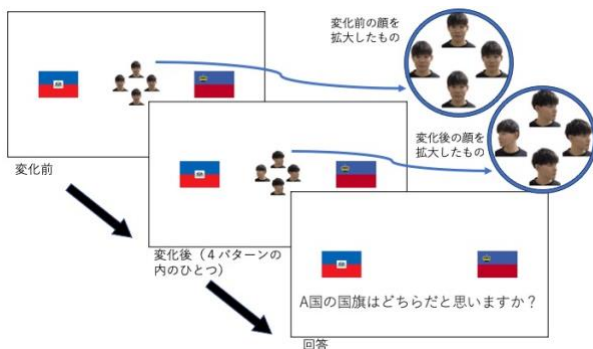 変化前の顔を
拡大したもの
変化後の顔を
拡大したもの
変化前
変化後（４パターンの
内のひとつ）
A国の国旗はどちらだと思いますか？
回答